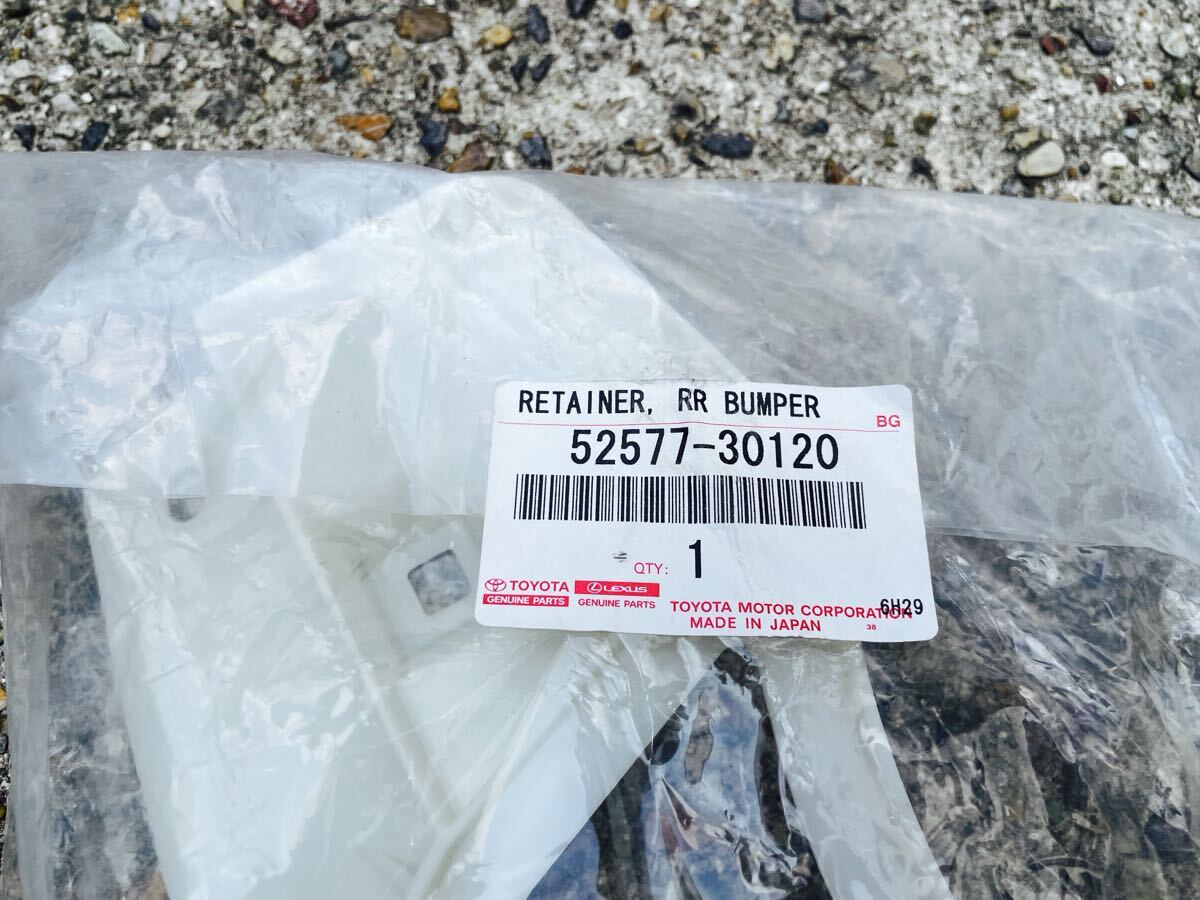 RETAINER, RR BUMPER
BG
52577-30120
QTY: 1
TOYOTA LEXUS
GENUINE PARTS GENUINE PARTS
TOYOTA MOTOR CORPORATION 6H29
MADE IN JAPAN 38